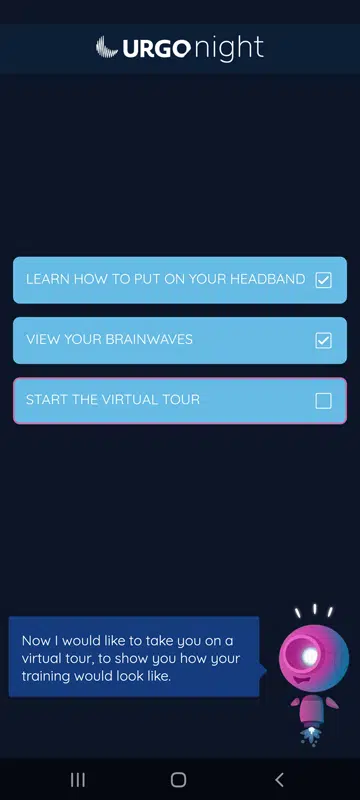 URGOnight
LEARN HOW TO PUT ON YOUR HEADBAND
VIEW YOUR BRAINWAVES
START THE VIRTUAL TOUR
Now I would like to take you on a
virtual tour, to show you how your
training would look like.